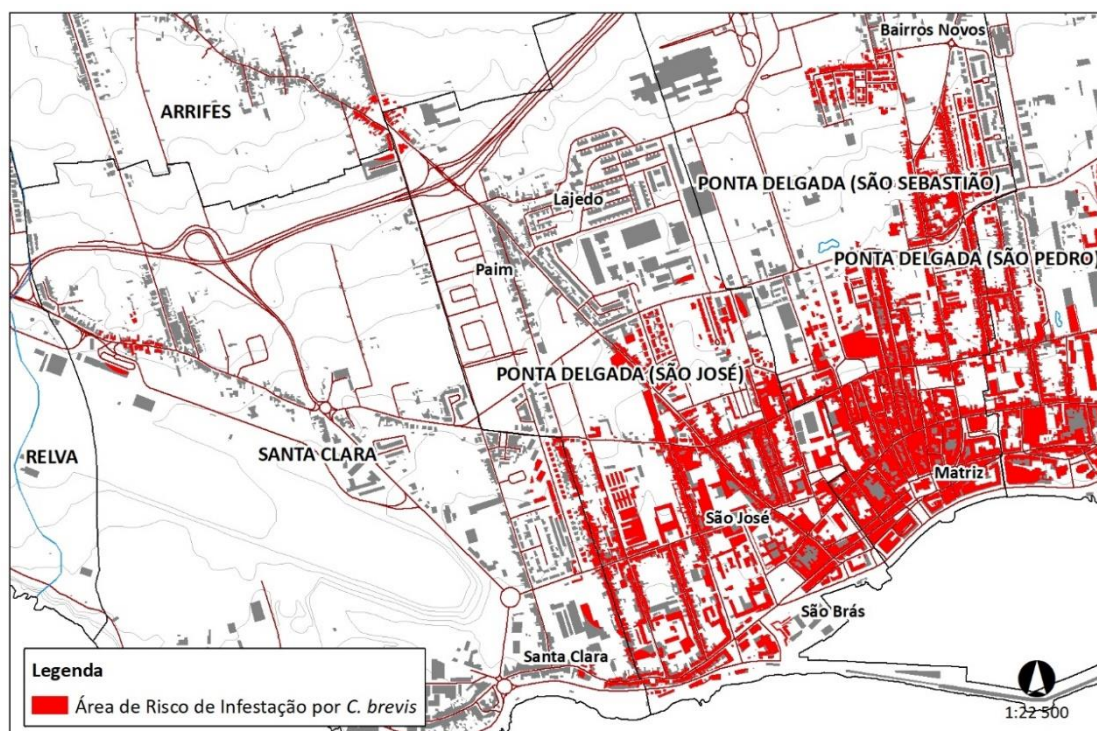 Bairros Novos
ARRIFES
PONTA DELGADA (SÃO SEBASTIÃO)
Lajedo
PONTA DELGADA (SÃO PEDRO)
Paim
PONTA DELGADA (SÃO JOSÉ)
RELVA
SANTA CLARA
Matriz
São José
São Brás
Santa Clara
Legenda
Área de Risco de Infestação por C. brevis
1:22 500